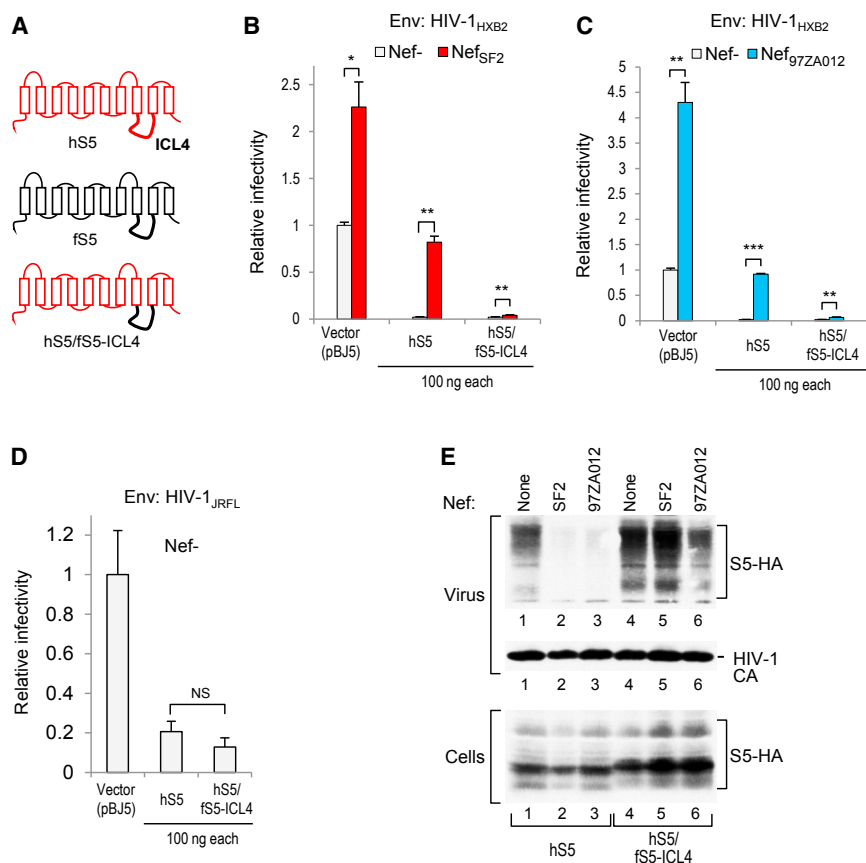 A
hS5
ICL4
fS5
hS5/fS5-ICL4
B
Env: HIV-1HXB2
Nef- NefSF2
Relative infectivity
2.5
2
1.5
1
0.5
0
*
**
**
Vector
(pBJ5)
hS5
hS5/
fS5-ICL4
100 ng each
C
Env: HIV-1HXB2
Nef- Nef97ZA012
Relative infectivity
5
4.5
4
3.5
3
2.5
2
1.5
1
0.5
0
**
***
**
Vector
(pBJ5)
hS5
hS5/
fS5-ICL4
100 ng each
D
Env: HIV-1JRFL
Nef-
Relative infectivity
1.2
1
0.8
0.6
0.4
0.2
0
NS
Vector
(pBJ5)
hS5
hS5/
fS5-ICL4
100 ng each
E
Nef: None SF2 97ZA012 None SF2 97ZA012
Virus
S5-HA
1 2 3 4 5 6
HIV-1
CA
1 2 3 4 5 6
Cells
S5-HA
1 2 3 4 5 6
hS5
hS5/
fS5-ICL4